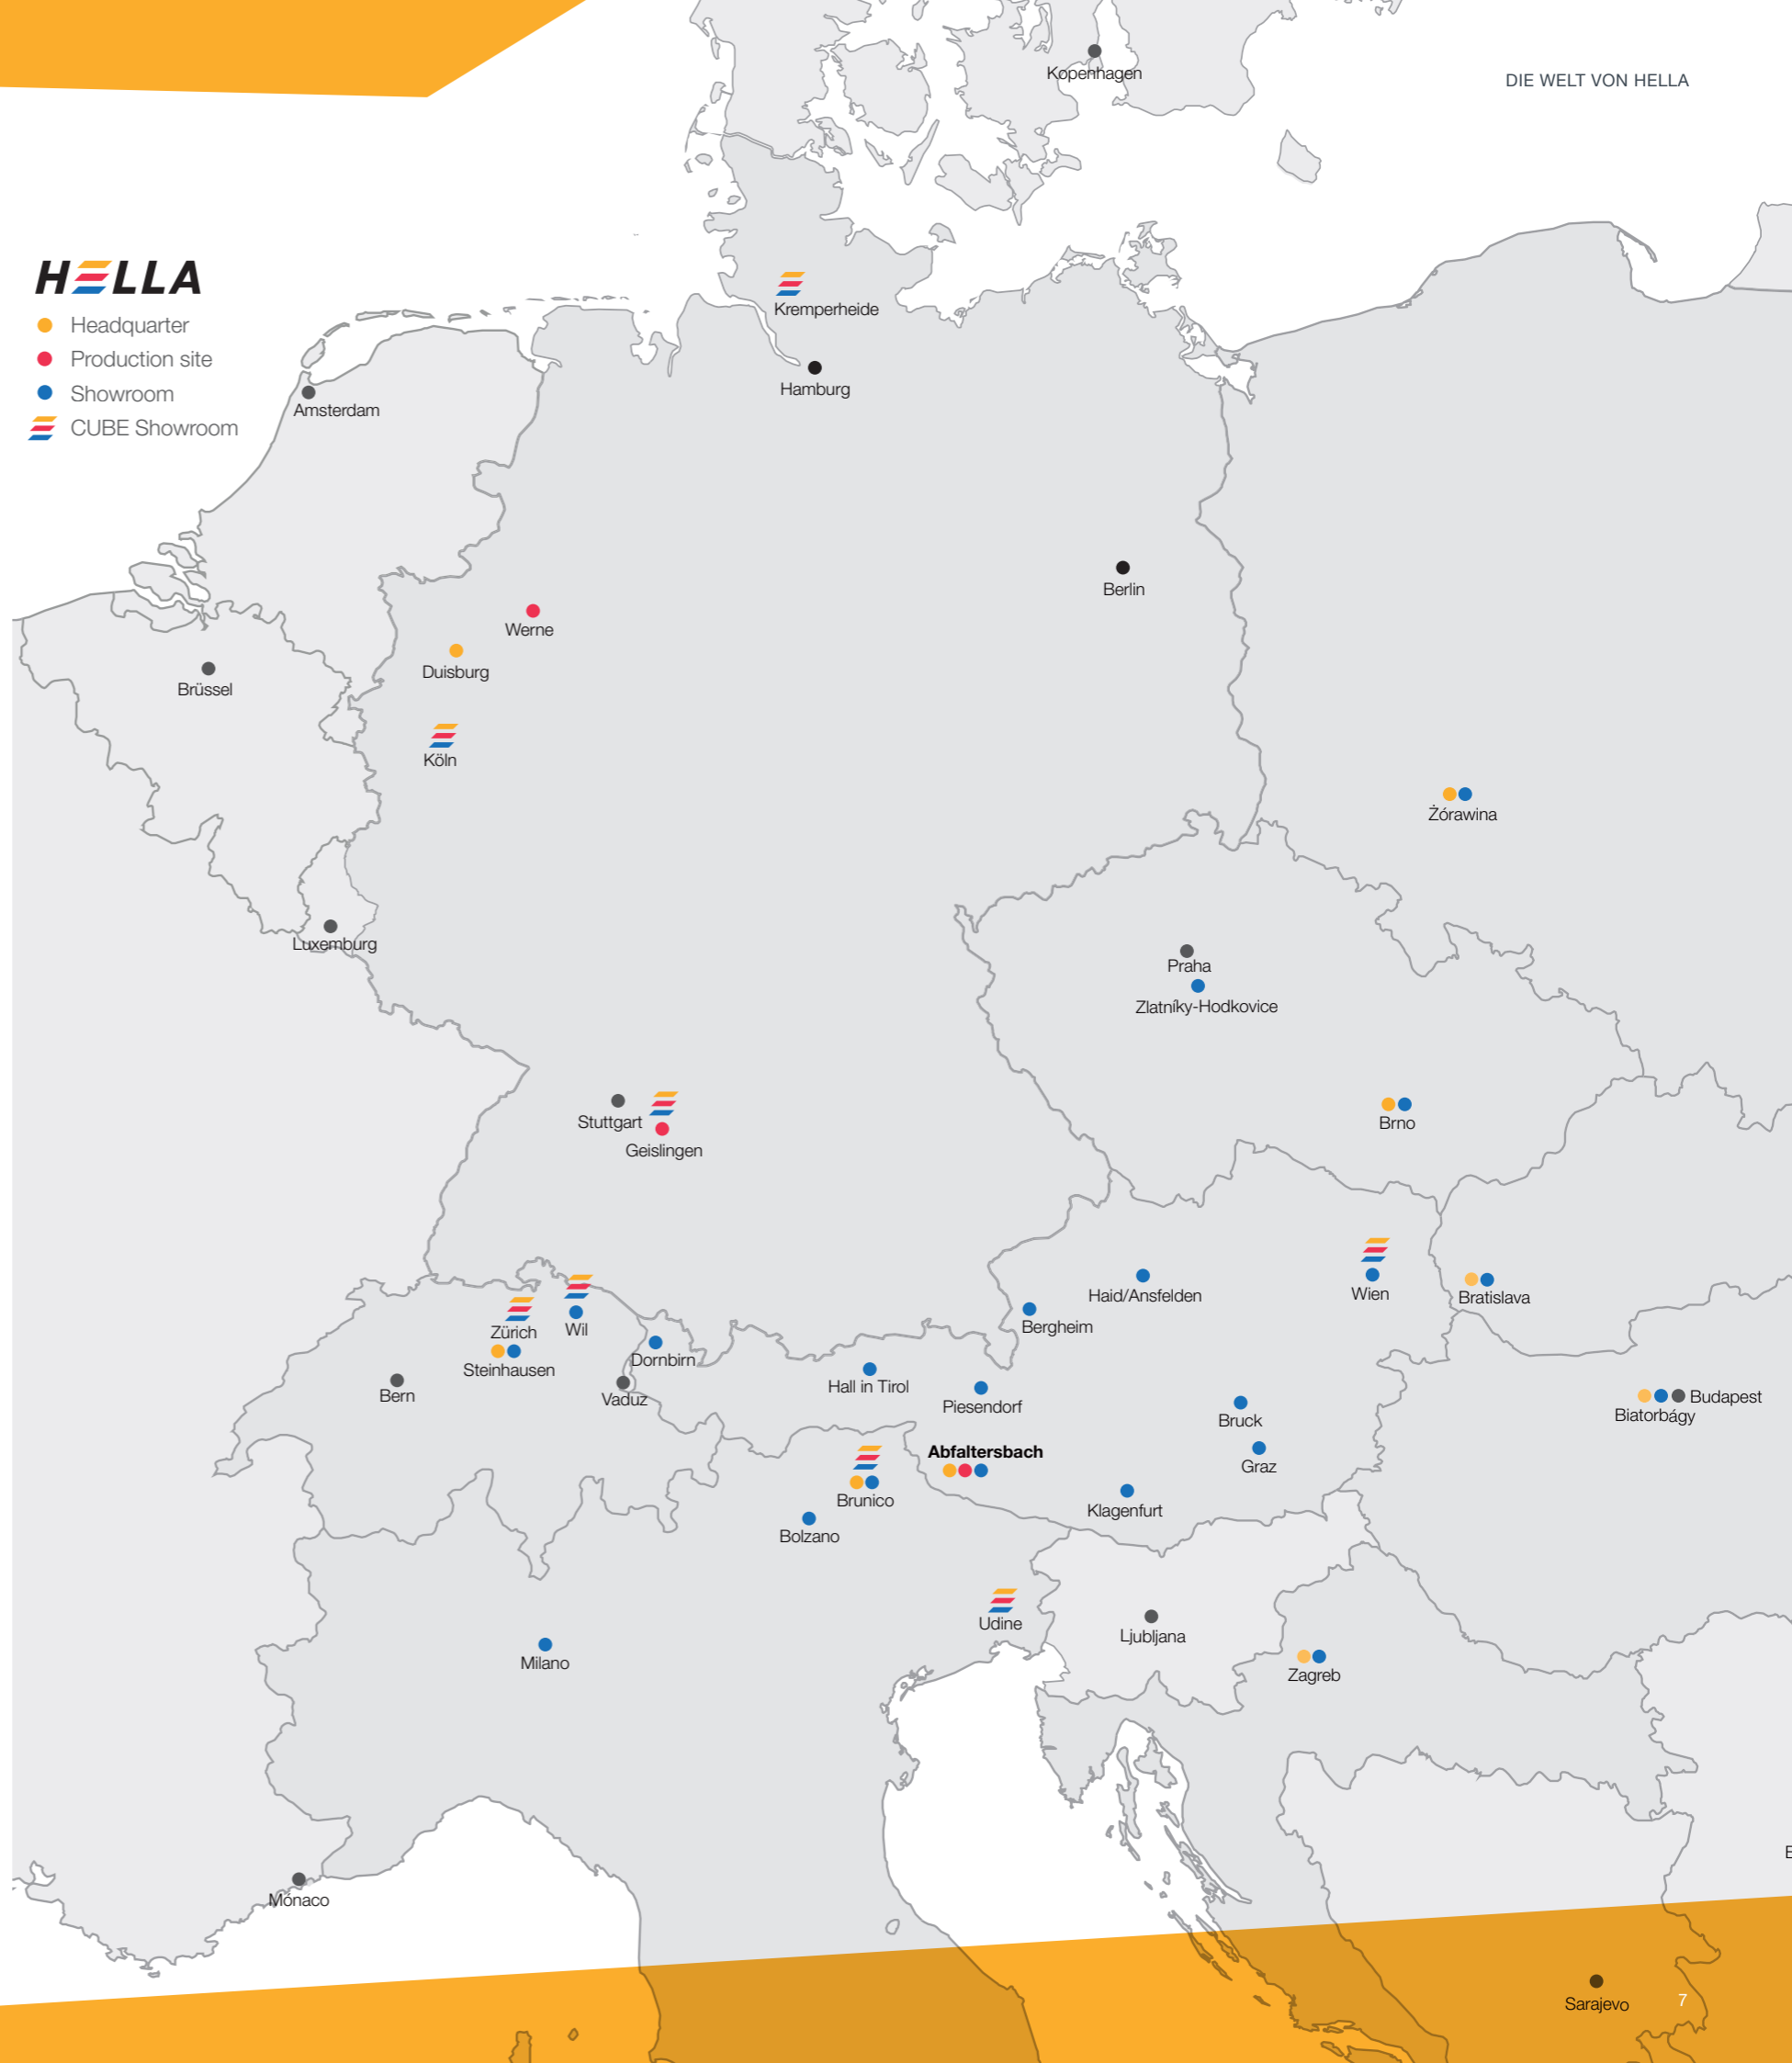 DIE WELT VON HELLA
HELLA
Headquarter
Production site
Showroom
CUBE Showroom
Kopenhagen
Kremperheide
Hamburg
Amsterdam
Berlin
Werne
Duisburg
Brüssel
Köln
Żórawina
Luxemburg
Praha
Zlatníky-Hodkovice
Stuttgart
Geislingen
Brno
Wien
Haid/Ansfelden
Bratislava
Bergheim
Zürich
Wil
Steinhausen
Dornbirn
Bern
Vaduz
Hall in Tirol
Piesendorf
Budapest
Biatorbágy
Bruck
Abfaltersbach
Graz
Brunico
Klagenfurt
Bolzano
Udine
Ljubljana
Milano
Zagreb
Mónaco
Sarajevo
7